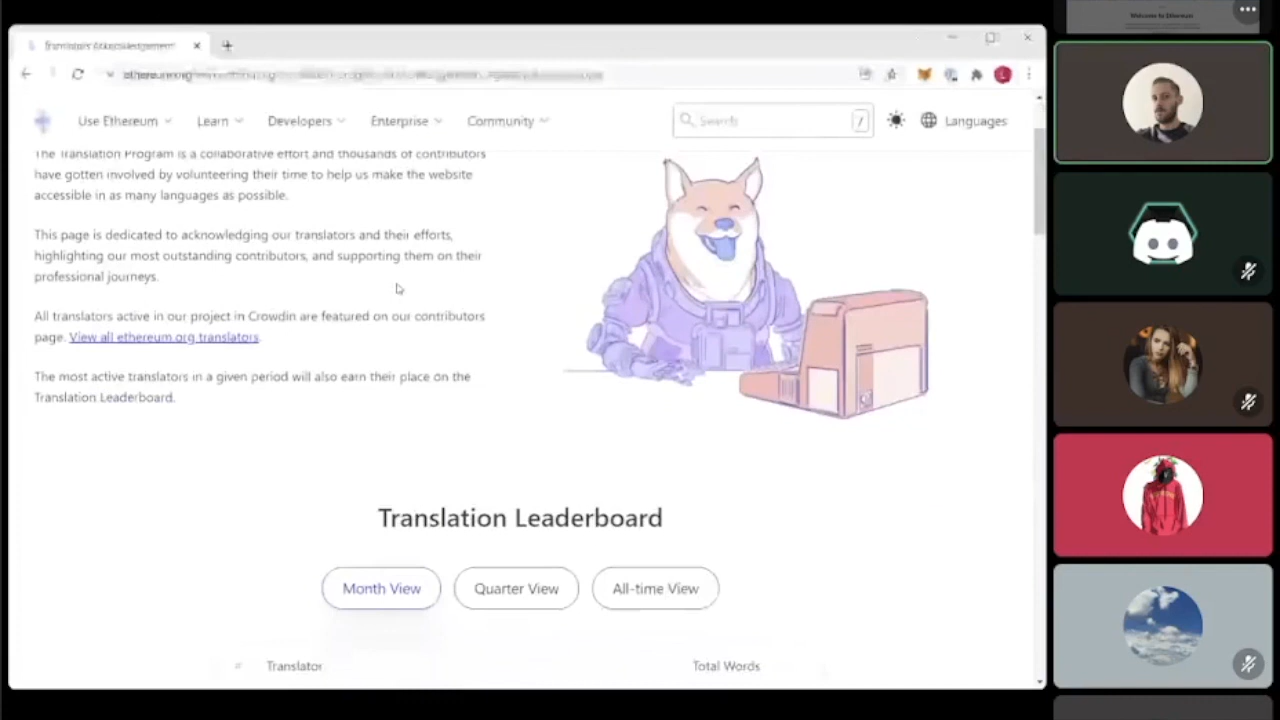 Welcome to Ethereum
Use Ethereum
Learn
Developers
Enterprise
Community
Search
/
Languages
The Translation Program is a collaborative effort and thousands of contributors
have gotten involved by volunteering their time to help us make the website
accessible in as many languages as possible.
This page is dedicated to acknowledging our translators and their efforts,
highlighting our most outstanding contributors, and supporting them on their
professional journeys.
All translators active in our project in Crowdin are featured on our contributors
page. View all ethereum.org translators.
The most active translators in a given period will also earn their place on the
Translation Leaderboard.
Translation Leaderboard
Month View
Quarter View
All-time View
#
Translator
Total Words
L